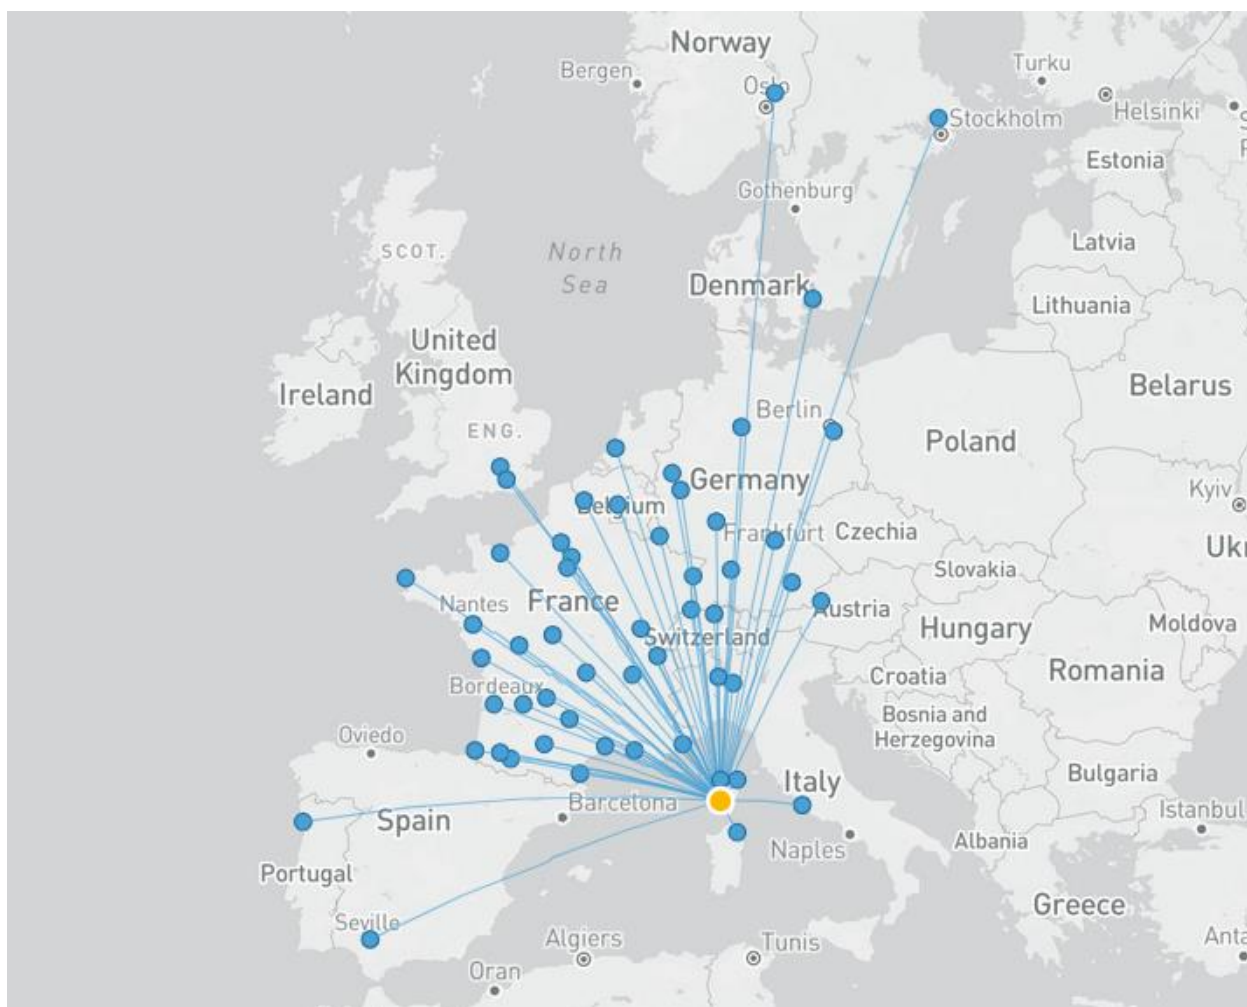 Norway
Bergen
Oslo
Turku
Helsinki
Stockholm
Estonia
Gothenburg
SCOT.
North
Sea
Latvia
Denmark
Lithuania
United
Kingdom
Ireland
Belarus
Berlin
ENG.
Poland
Germany
Kyiv
Belgium
Frankfurt
Czechia
Ukr
Slovakia
Nantes
France
Austria
Hungary
Moldova
Switzerland
Croatia
Romania
Bordeaux
Bosnia and
Herzegovina
Oviedo
Italy
Bulgaria
Barcelona
Istanbul
Spain
Albania
Naples
Portugal
Greece
Seville
Algiers
Tunis
Anta
Oran